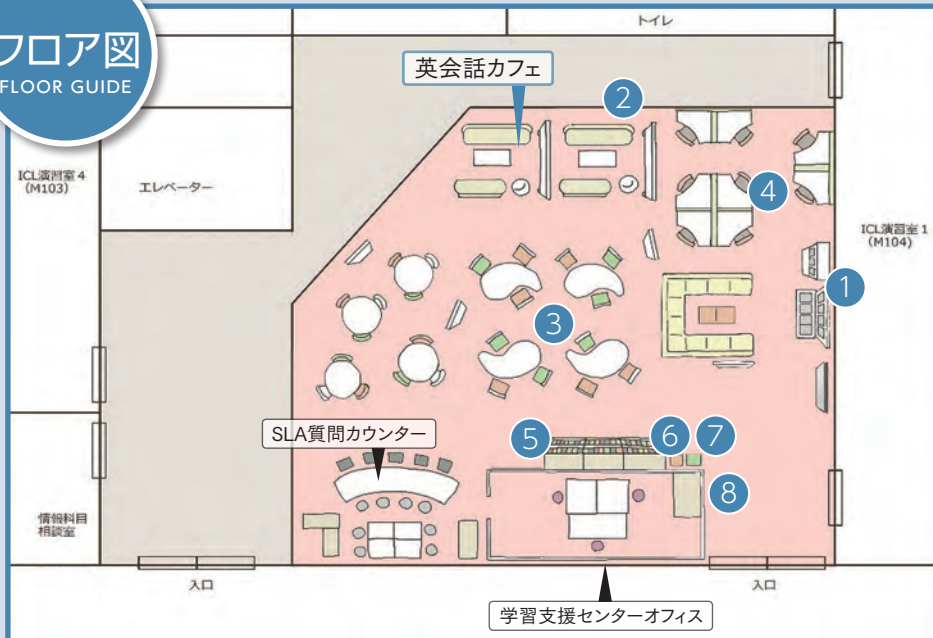 フロア図
FLOOR GUIDE
トイレ
英会話カフェ
2
ICL演習室4
(M103)
エレベーター
4
ICL演習室1
(M104)
1
3
SLA質問カウンター
5
6
7
8
情報科目
相談室
入口
入口
学習支援センターオフィス